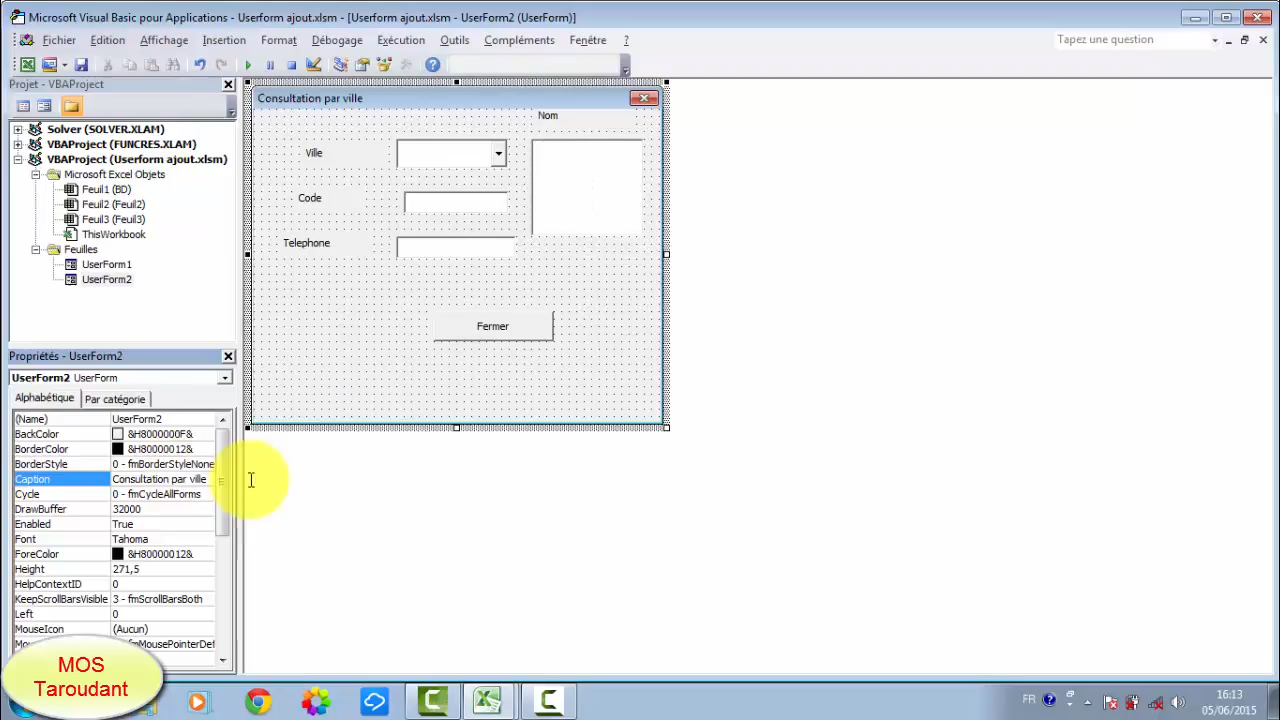 Microsoft Visual Basic pour Applications - Userform ajout.xlsm - [Userform ajout.xlsm - UserForm2 (UserForm)]
Fichier Edition Affichage Insertion Format Débogage Exécution Outils Compléments Fenêtre ?
Tapez une question
Projet - VBAProject
Solver (SOLVER.XLAM)
VBAProject (FUNCRES.XLAM)
VBAProject (Userform ajout.xlsm)
Microsoft Excel Objets
Feuil1 (BD)
Feuil2 (Feuil2)
Feuil3 (Feuil3)
ThisWorkbook
Feuilles
UserForm1
UserForm2
Consultation par ville
Nom
Ville
Code
Telephone
Fermer
Propriétés - UserForm2
UserForm2 UserForm
Alphabétique Par catégorie
(Name) UserForm2
BackColor &H8000000F&
BorderColor &H80000012&
BorderStyle 0 - fmBorderStyleNone
Caption Consultation par ville
Cycle 0 - fmCycleAllForms
DrawBuffer 32000
Enabled True
Font Tahoma
ForeColor &H80000012&
Height 271,5
HelpContextID 0
KeepScrollBarsVisible 3 - fmScrollBarsBoth
Left 0
MouseIcon (Aucun)
fmMousePointerDef
MOS
Taroudant
FR
16:13
05/06/2015